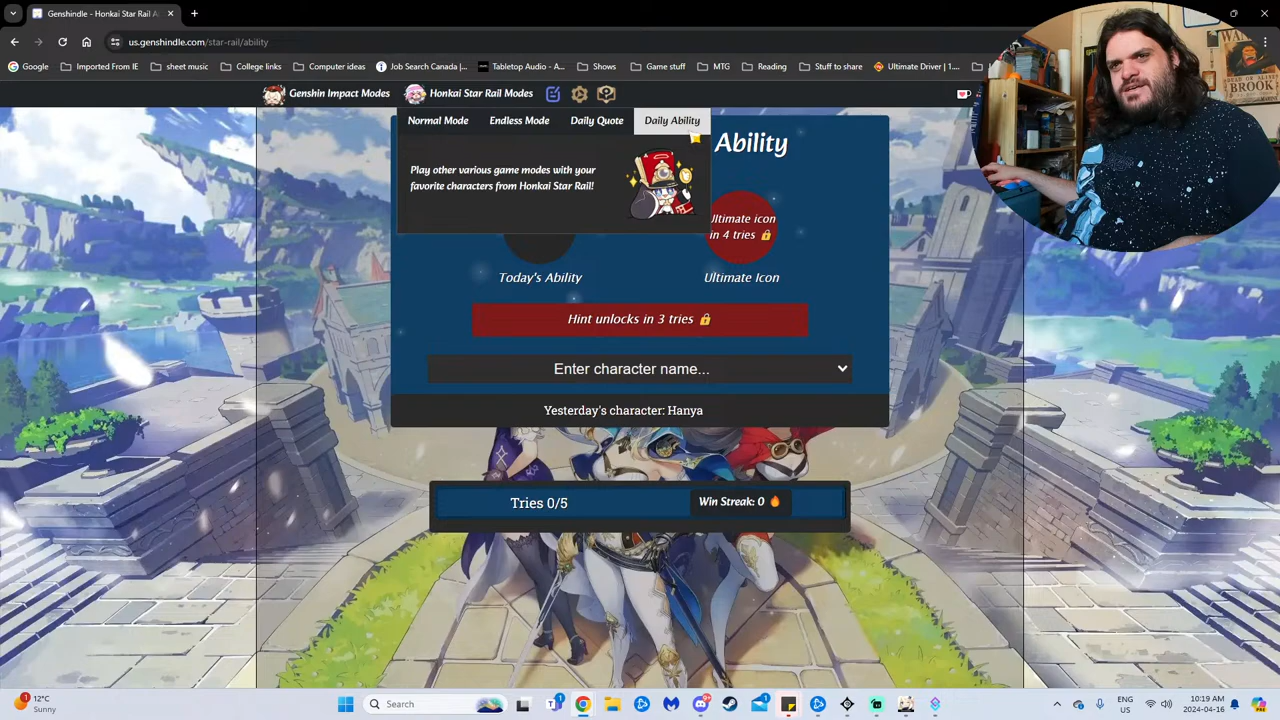 Genshindle - Honkai Star Rail A
us.genshindle.com/star-rail/ability
Google
Imported From IE
sheet music
College links
Job Search
Tabletop Audio - A...
Shows
Game stuff
MTG
Reading
Stuff to share
Ultimate Driver | 1....
WANTED
DEAD OR ALIVE
BROOK
Genshin Impact Modes
Honkai Star Rail Modes
Normal Mode
Endless Mode
Daily Quote
Daily Ability
Ability
Play other various game modes with your
favorite characters from Honkai Star Rail!
Ultimate icon
in 4 tries
Today's Ability
Ultimate Icon
Hint unlocks in 3 tries
Enter character name...
Yesterday's character: Hanya
Tries 0/5
Win Streak: 0
12°C
Sunny
Search
ENG
US
10:19 AM
2024-04-16